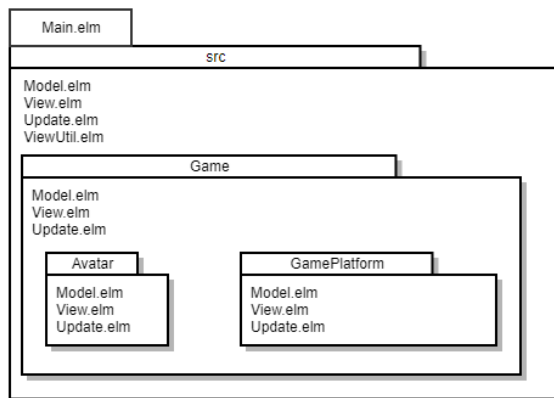 Main.elm
src
Model.elm
View.elm
Update.elm
ViewUtil.elm
Game
Model.elm
View.elm
Update.elm
Avatar
Model.elm
View.elm
Update.elm
GamePlatform
Model.elm
View.elm
Update.elm